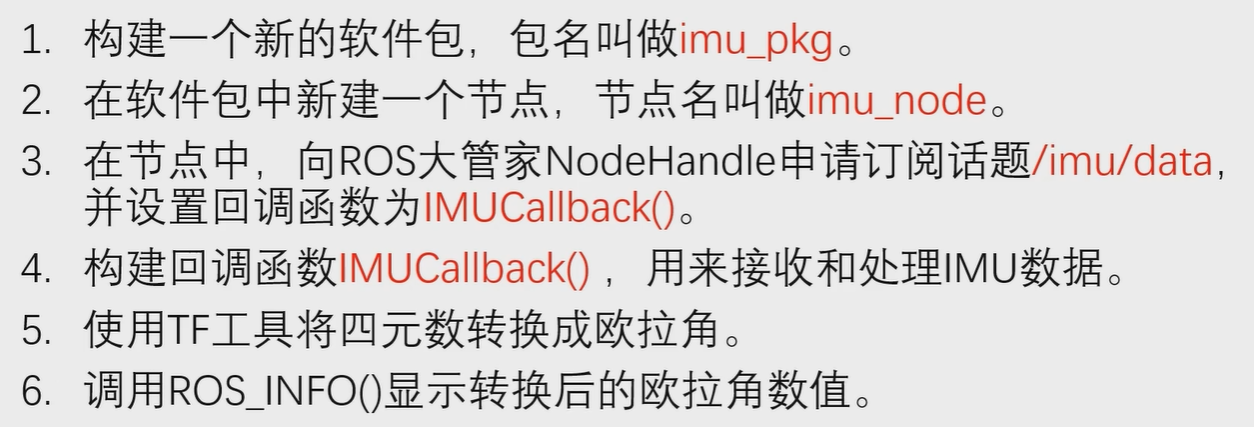 1. 构建一个新的软件包，包名叫做imu_pkg。
2. 在软件包中新建一个节点，节点名叫做imu_node。
3. 在节点中，向ROS大管家NodeHandle申请订阅话题/imu/data，
并设置回调函数为IMUCallback()。
4. 构建回调函数IMUCallback() ，用来接收和处理IMU数据。
5. 使用TF工具将四元数转换成欧拉角。
6. 调用ROS_INFO()显示转换后的欧拉角数值。